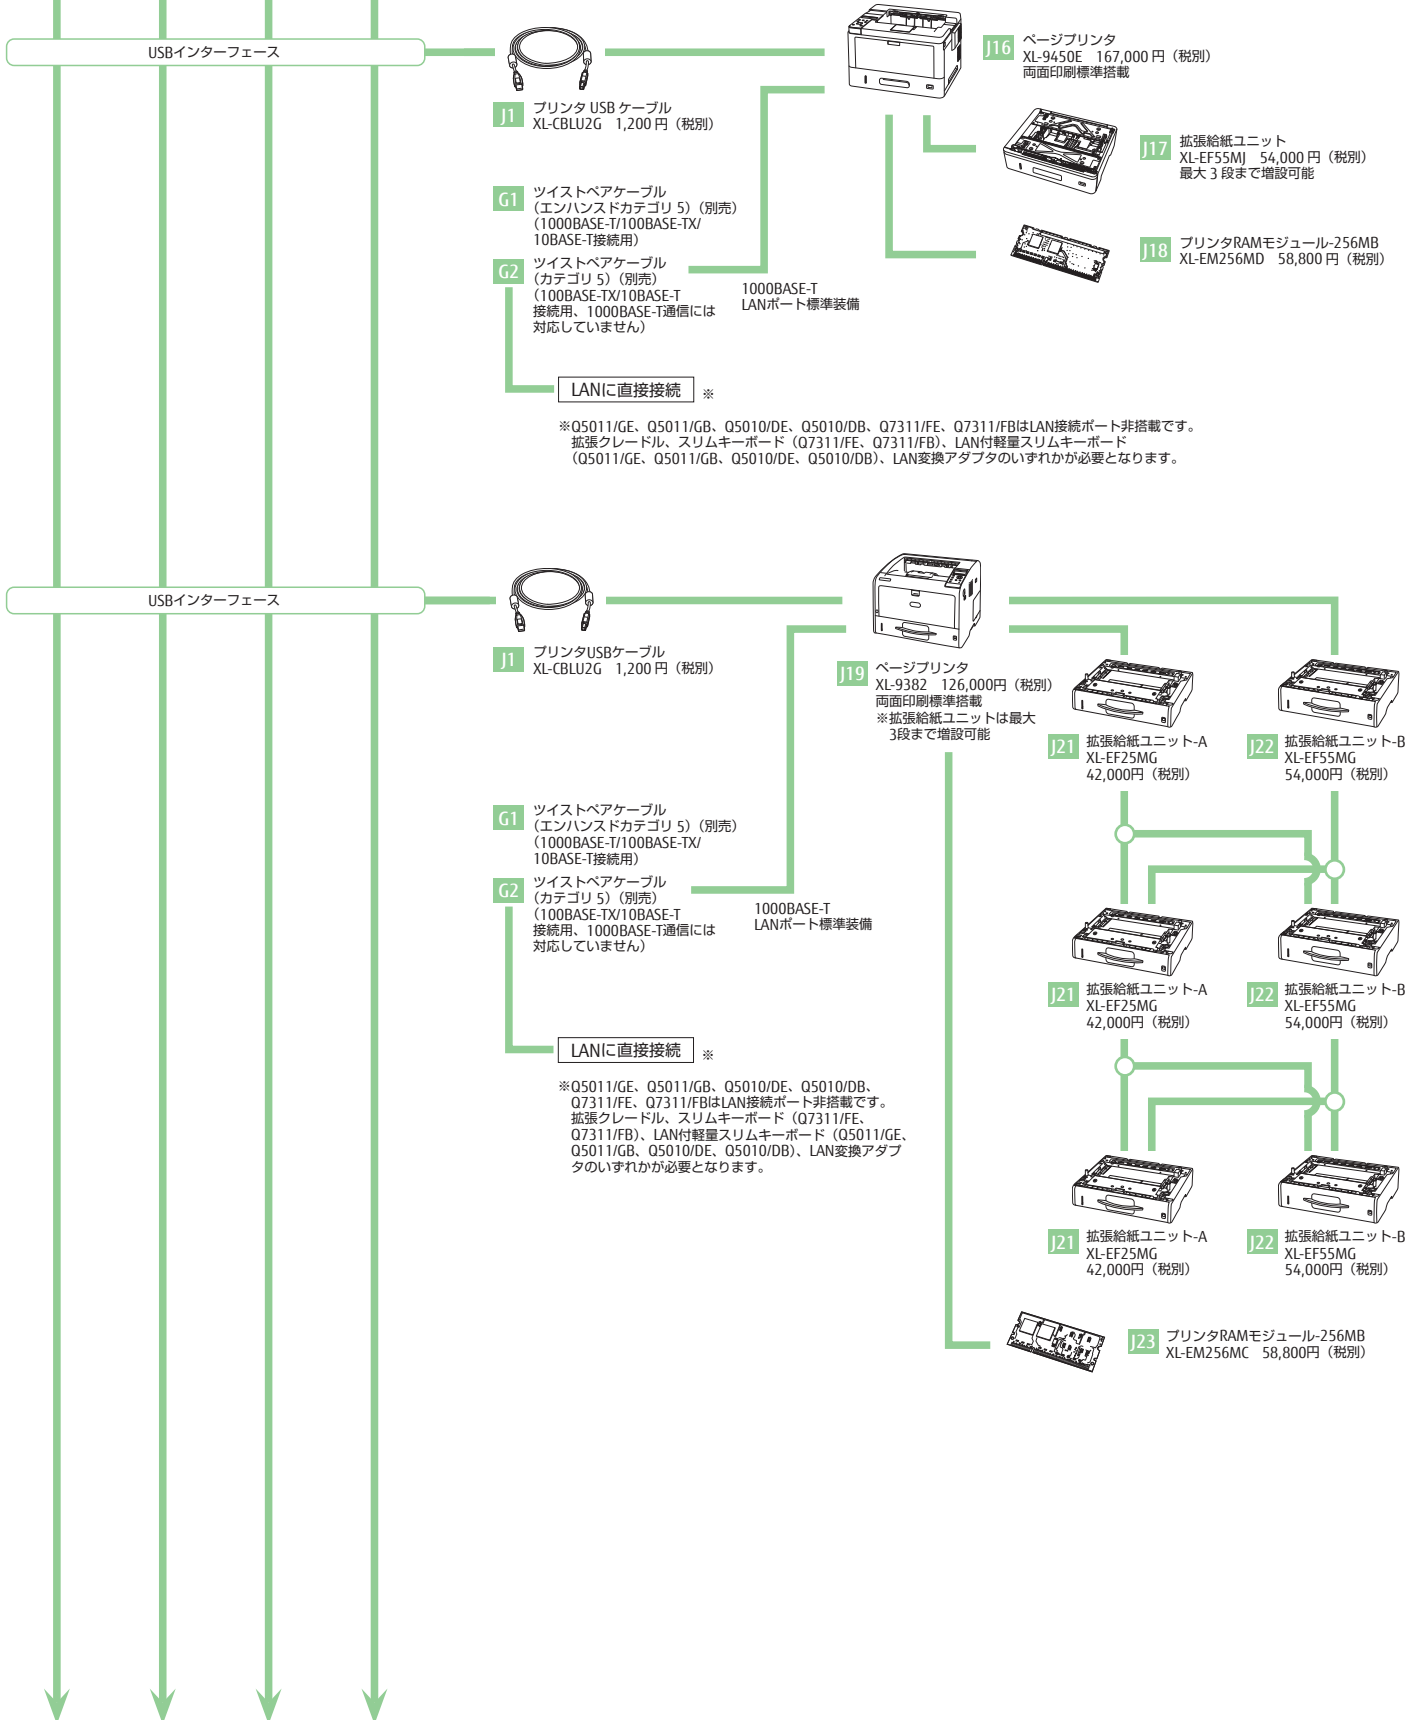 USBインターフェース
J1 プリンタ USB ケーブル
XL-CBLU2G 1,200 円（税別）
J16 ページプリンタ
XL-9450E 167,000 円（税別）
両面印刷標準搭載
J17 拡張給紙ユニット
XL-EF55MJ 54,000 円（税別）
最大 3 段まで増設可能
J18 プリンタRAMモジュール-256MB
XL-EM256MD 58,800 円（税別）
G1 ツイストペアケーブル
（エンハンスドカテゴリ 5）（別売）
（1000BASE-T/100BASE-TX/
10BASE-T接続用）
G2 ツイストペアケーブル
（カテゴリ 5）（別売）
（100BASE-TX/10BASE-T
接続用、1000BASE-T通信には
対応していません）
1000BASE-T
LANポート標準装備
LANに直接接続 ※
※Q5011/GE、Q5011/GB、Q5010/DE、Q5010/DB、Q7311/FE、Q7311/FBはLAN接続ポート非搭載です。
拡張クレードル、スリムキーボード（Q7311/FE、Q7311/FB）、LAN付軽量スリムキーボード
（Q5011/GE、Q5011/GB、Q5010/DE、Q5010/DB）、LAN変換アダプタのいずれかが必要となります。
USBインターフェース
J1 プリンタUSBケーブル
XL-CBLU2G 1,200 円（税別）
J19 ページプリンタ
XL-9382 126,000円（税別）
両面印刷標準搭載
※拡張給紙ユニットは最大
3段まで増設可能
J21 拡張給紙ユニット-A
XL-EF25MG
42,000円（税別）
J22 拡張給紙ユニット-B
XL-EF55MG
54,000円（税別）
G1 ツイストペアケーブル
（エンハンスドカテゴリ 5）（別売）
（1000BASE-T/100BASE-TX/
10BASE-T接続用）
G2 ツイストペアケーブル
（カテゴリ 5）（別売）
（100BASE-TX/10BASE-T
接続用、1000BASE-T通信には
対応していません）
1000BASE-T
LANポート標準装備
J21 拡張給紙ユニット-A
XL-EF25MG
42,000円（税別）
J22 拡張給紙ユニット-B
XL-EF55MG
54,000円（税別）
LANに直接接続 ※
※Q5011/GE、Q5011/GB、Q5010/DE、Q5010/DB、
Q7311/FE、Q7311/FBはLAN接続ポート非搭載です。
拡張クレードル、スリムキーボード（Q7311/FE、
Q7311/FB）、LAN付軽量スリムキーボード（Q5011/GE、
Q5011/GB、Q5010/DE、Q5010/DB）、LAN変換アダプ
タのいずれかが必要となります。
J21 拡張給紙ユニット-A
XL-EF25MG
42,000円（税別）
J22 拡張給紙ユニット-B
XL-EF55MG
54,000円（税別）
J23 プリンタRAMモジュール-256MB
XL-EM256MC 58,800円（税別）